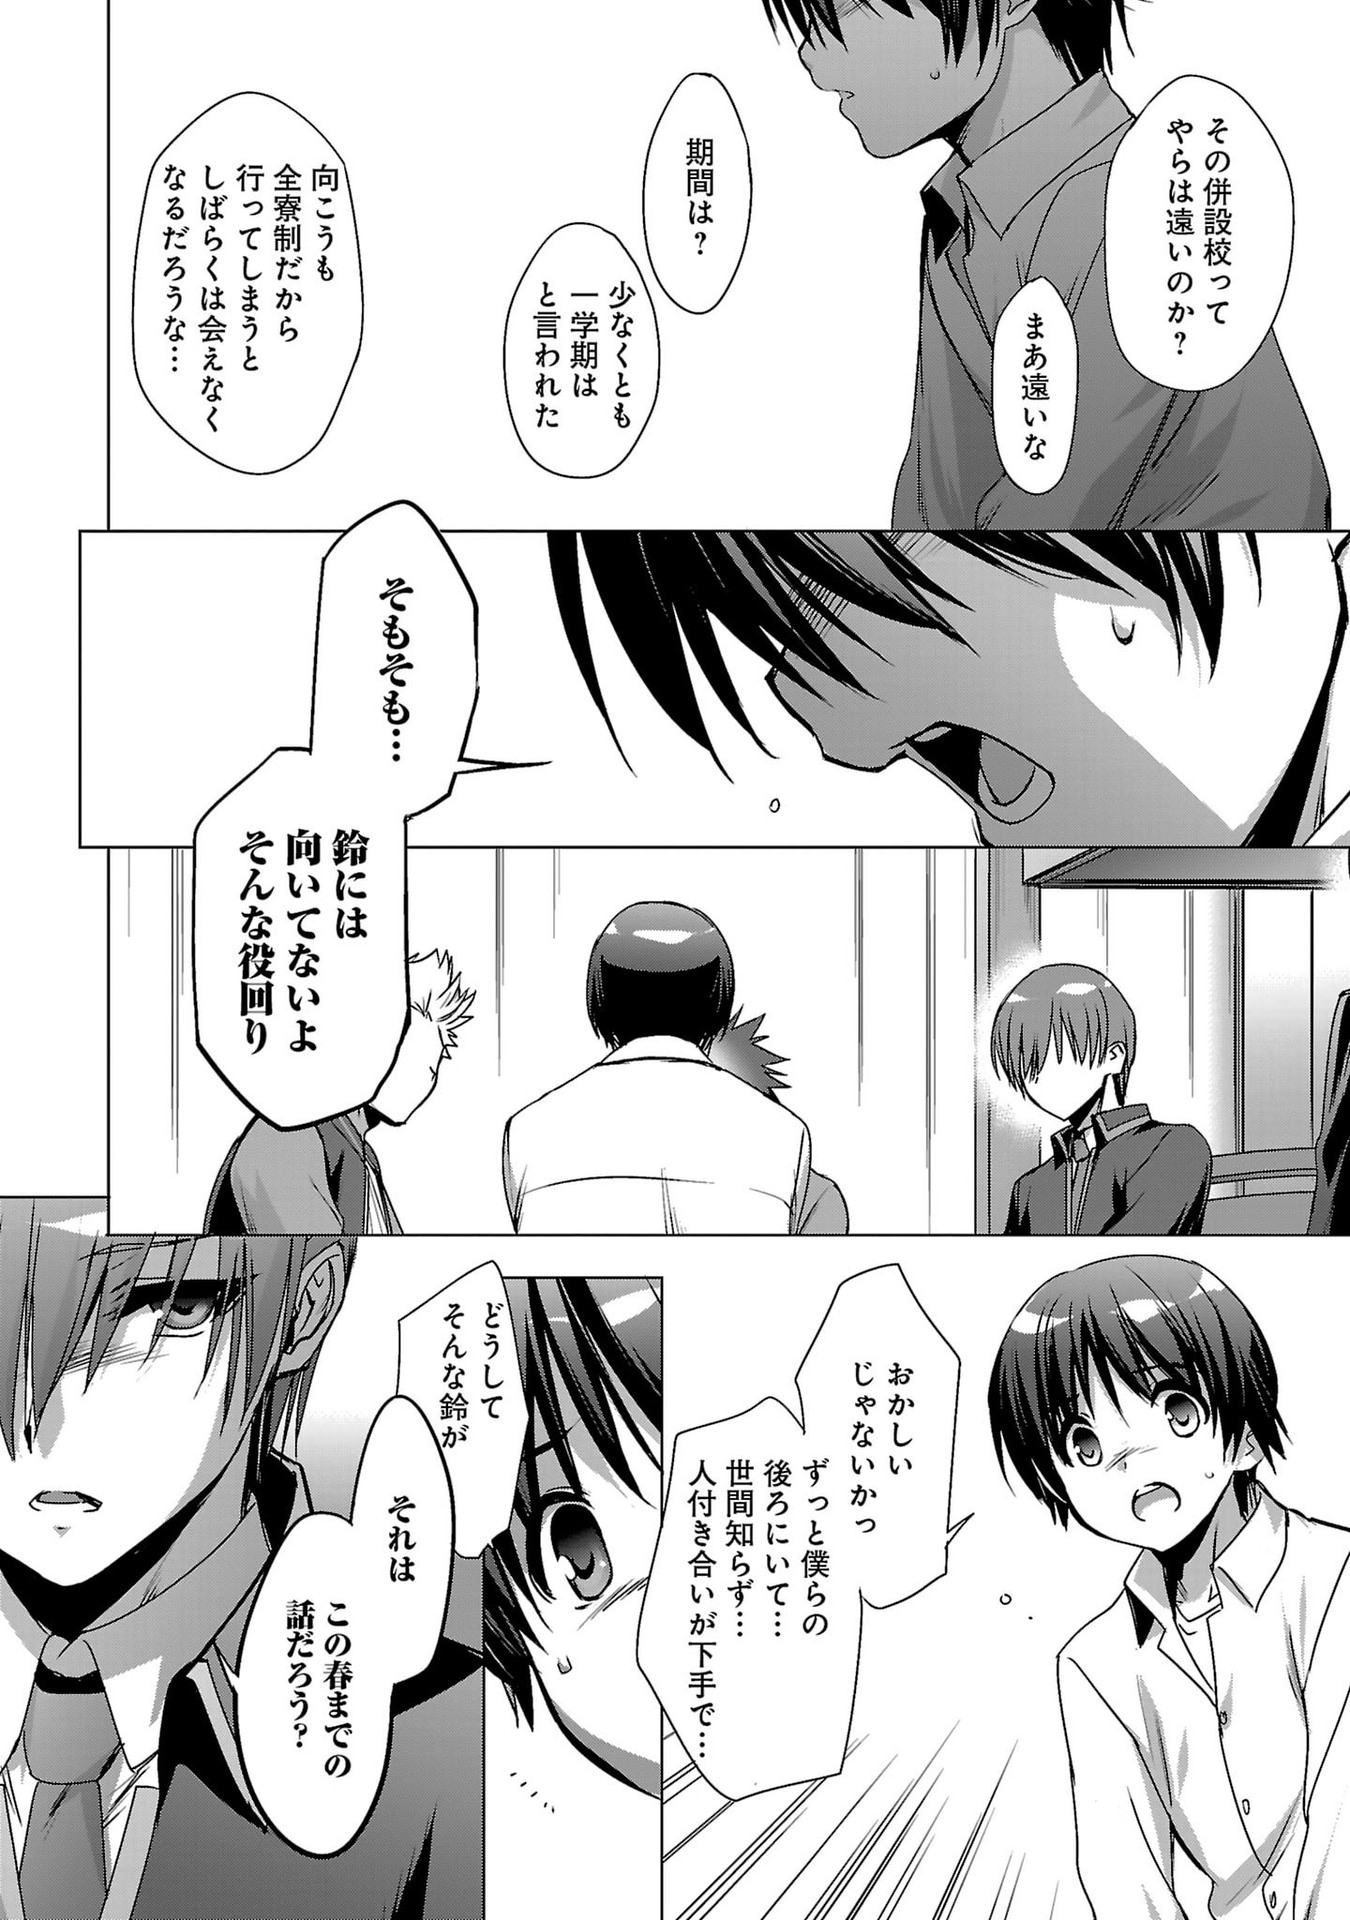 その併設校って
やらは遠いのか?
まあ遠いな
期間は?
少なくとも
一学期は
と言われた
向こうも
全寮制だから
行ってしまうと
しばらくは会えなく
なるだろうな…
そもそも…
鈴には
向いてないよ
そんな役回り
おかしい
じゃないかっ
ずっと僕らの
後ろにいて…
世間知らず…
人付き合いが下手で…
どうして
そんな鈴が
それは
この春までの
話だろう?